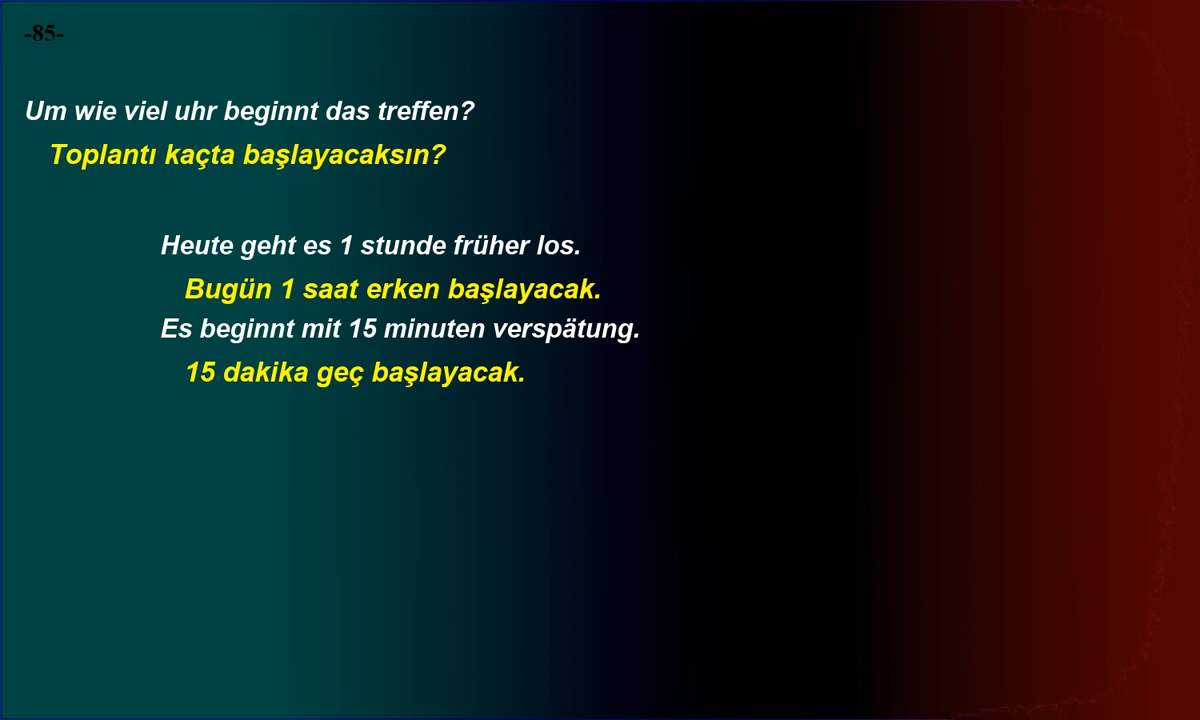 -85-
Um wie viel uhr beginnt das treffen?
Toplantı kaçta başlayacaksın?
Heute geht es 1 stunde früher los.
Bugün 1 saat erken başlayacak.
Es beginnt mit 15 minuten verspätung.
15 dakika geç başlayacak.